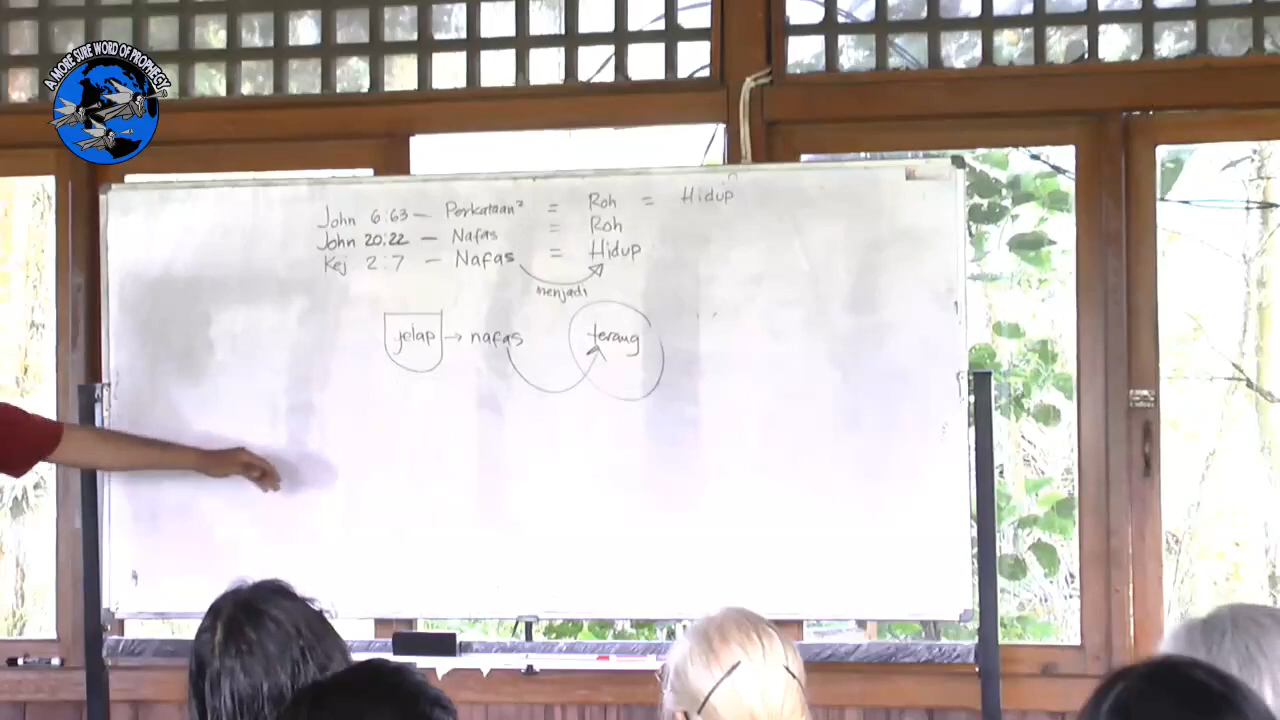 A MORE SURE WORD OF PROPHECY
John 6:63 – Perkataan² = Roh = Hidup
John 20:22 – Nafas = Roh
Kej 2:7 – Nafas = Hidup
menjadi
gelap → nafas terang